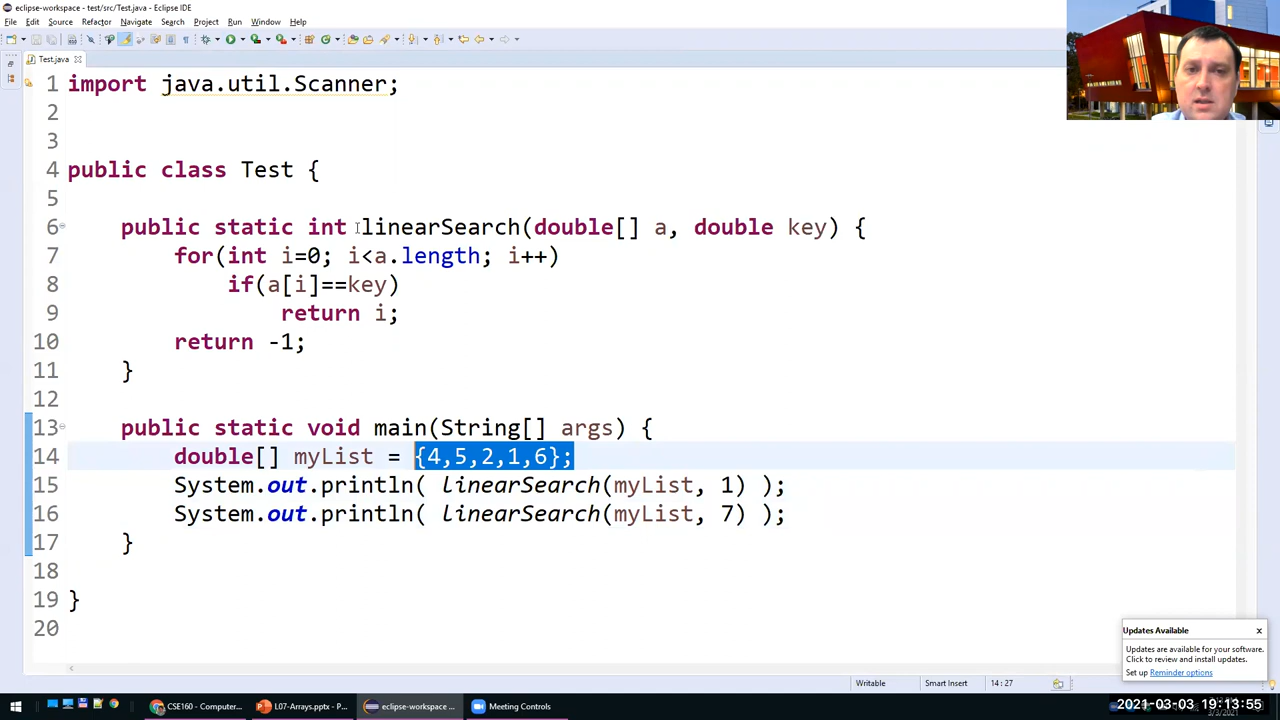 eclipse-workspace - test/src/Test.java - Eclipse IDE
File Edit Source Refactor Navigate Search Project Run Window Help
Test.java
1 import java.util.Scanner;
2
3
4 public class Test {
5
6 public static int linearSearch(double[] a, double key) {
7 for(int i=0; i<a.length; i++)
8 if(a[i]==key)
9 return i;
10 return -1;
11 }
12
13 public static void main(String[] args) {
14 double[] myList = {4,5,2,1,6};
15 System.out.println( linearSearch(myList, 1) );
16 System.out.println( linearSearch(myList, 7) );
17 }
18
19 }
20
Updates Available
Updates are available for your software.
Click to review and install updates.
Set up Reminder options
Writable Smart Insert 14 : 27
CSE160 - Computer... L07-Arrays.pptx - P... eclipse-workspace ... Meeting Controls
2021-03-03 19:13:55